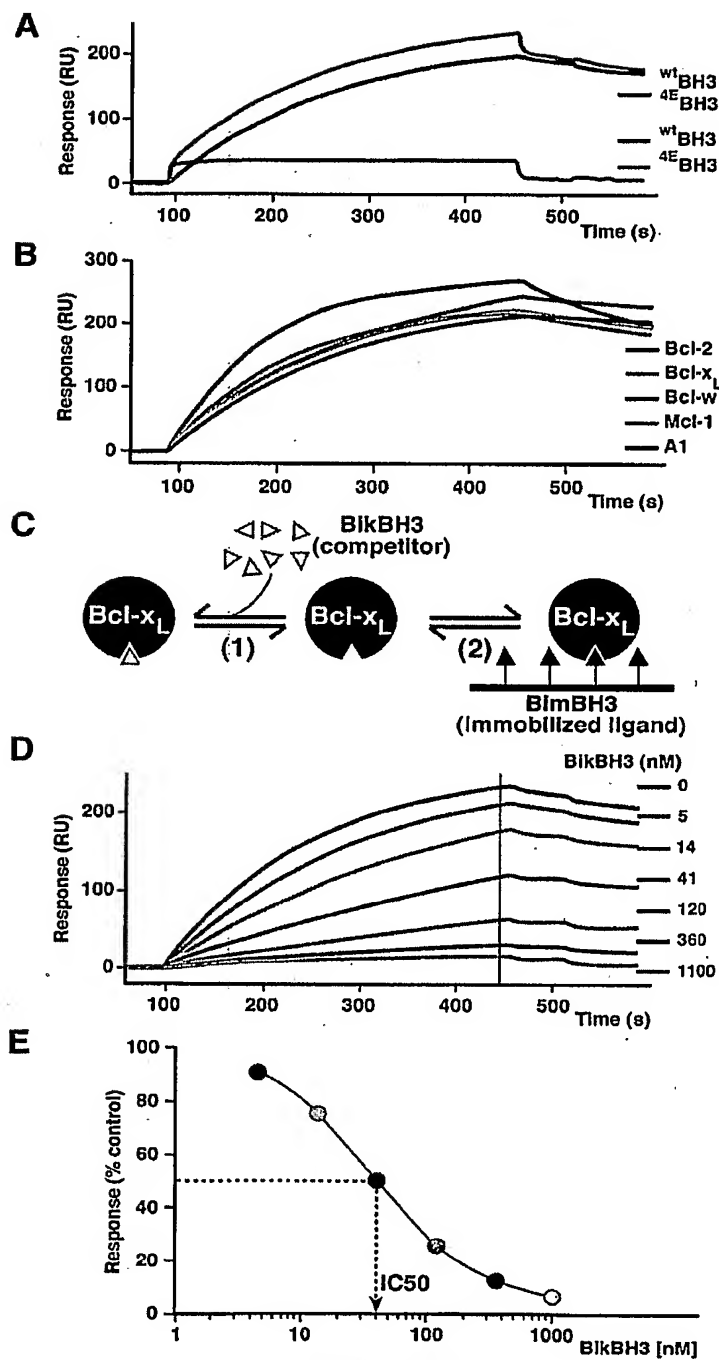 A
Response (RU)
200
100
0
100
200
300
400
500
Time (s)
wtBH3
4EBH3
wtBH3
4EBH3
B
Response (RU)
300
200
100
0
100
200
300
400
500
Time (s)
Bcl-2
Bcl-xL
Bcl-w
Mcl-1
A1
C
BikBH3
(competitor)
Bcl-xL
(1)
Bcl-xL
(2)
Bcl-xL
BimBH3
(immobilized ligand)
D
Response (RU)
200
100
0
100
200
300
400
500
Time (s)
BikBH3 (nM)
0
5
14
41
120
360
1100
E
Response (% control)
100
80
60
40
20
0
IC50
1
10
100
1000
BikBH3 [nM]